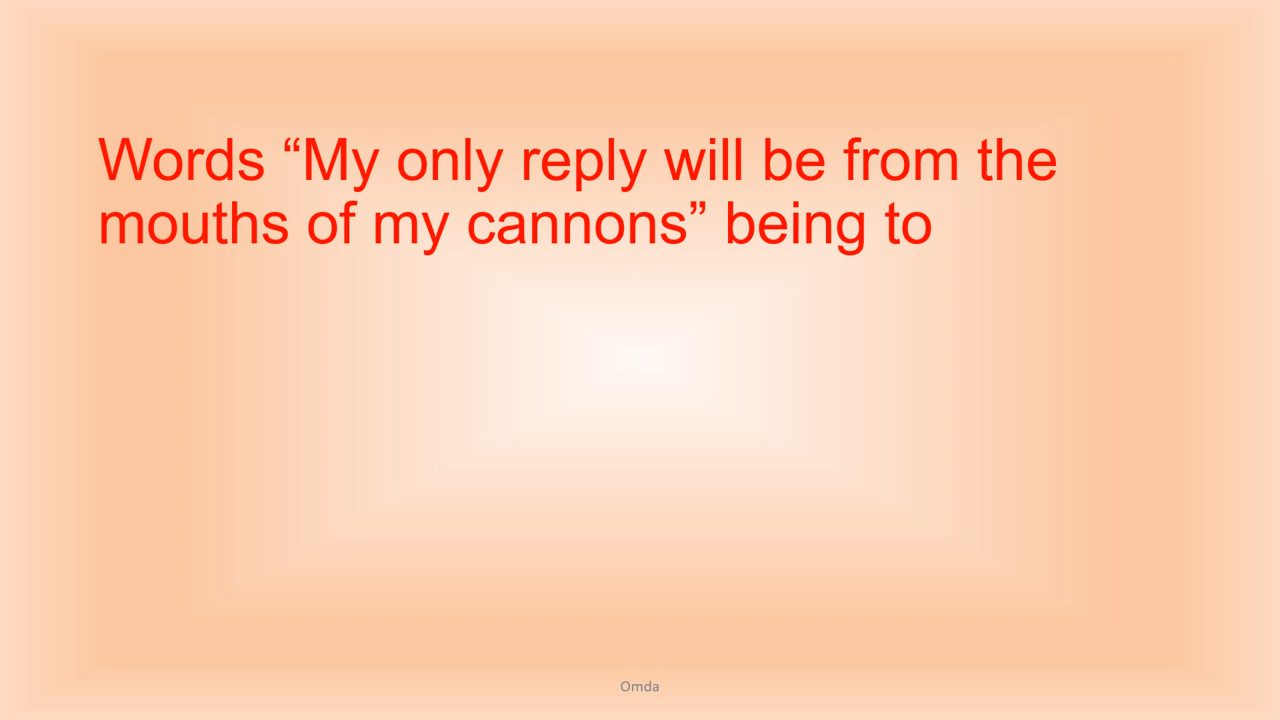 Words “My only reply will be from the
mouths of my cannons” being to
Omda